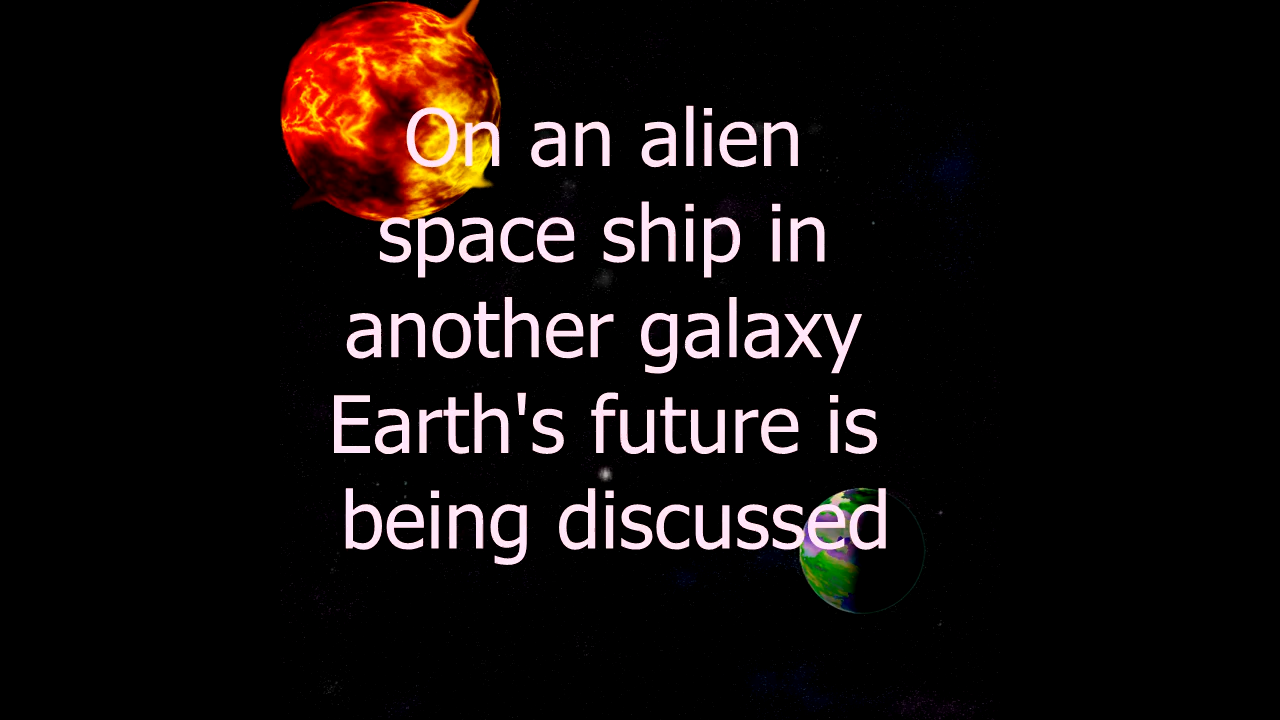 On an alien
space ship in
another galaxy
Earth's future is
being discussed